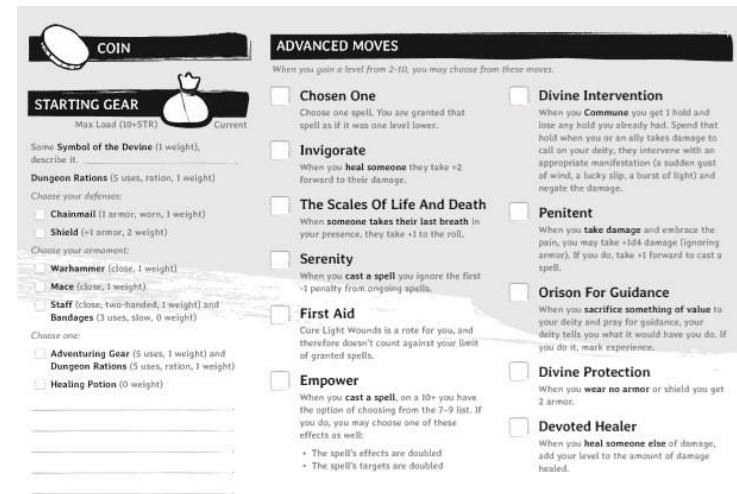 COIN
STARTING GEAR
Max Load (10+STR)
Current
Some Symbol of the Devine (1 weight),
describe it.
Dungeon Rations (5 uses, ration, 1 weight)
Choose your defenses:
Chainmail (1 armor, worn, 1 weight)
Shield (+1 armor, 2 weight)
Choose your armament:
Warhammer (close, 1 weight)
Mace (close, 1 weight)
Staff (close, two-handed, 1 weight) and
Bandages (3 uses, slow, 0 weight)
Choose one:
Adventuring Gear (5 uses, 1 weight) and
Dungeon Rations (5 uses, ration, 1 weight)
Healing Potion (0 weight)
ADVANCED MOVES
When you gain a level from 2-10, you may choose from these moves.
Chosen One
Choose one spell. You are granted that
spell as if it was one level lower.
Invigorate
When you heal someone they take +2
forward to their damage.
The Scales Of Life And Death
When someone takes their last breath in
your presence, they take +1 to the roll.
Serenity
When you cast a spell you ignore the first
-1 penalty from ongoing spells.
First Aid
Cure Light Wounds is a rote for you, and
therefore doesn't count against your limit
of granted spells.
Empower
When you cast a spell, on a 10+ you have
the option of choosing from the 7-9 list. If
you do, you may choose one of these
effects as well:
• The spell's effects are doubled
• The spell's targets are doubled
Divine Intervention
When you Commune you get 1 hold and
lose any hold you already had. Spend that
hold when you or an ally takes damage to
call on your deity, they intervene with an
appropriate manifestation (a sudden gust
of wind, a lucky slip, a burst of light) and
negate the damage.
Penitent
When you take damage and embrace the
pain, you may take +1d4 damage (ignoring
armor). If you do, take +1 forward to cast a
spell.
Orison For Guidance
When you sacrifice something of value to
your deity and pray for guidance, your
deity tells you what it would have you do. If
you do it, mark experience.
Divine Protection
When you wear no armor or shield you get
2 armor.
Devoted Healer
When you heal someone else of damage,
add your level to the amount of damage
healed.